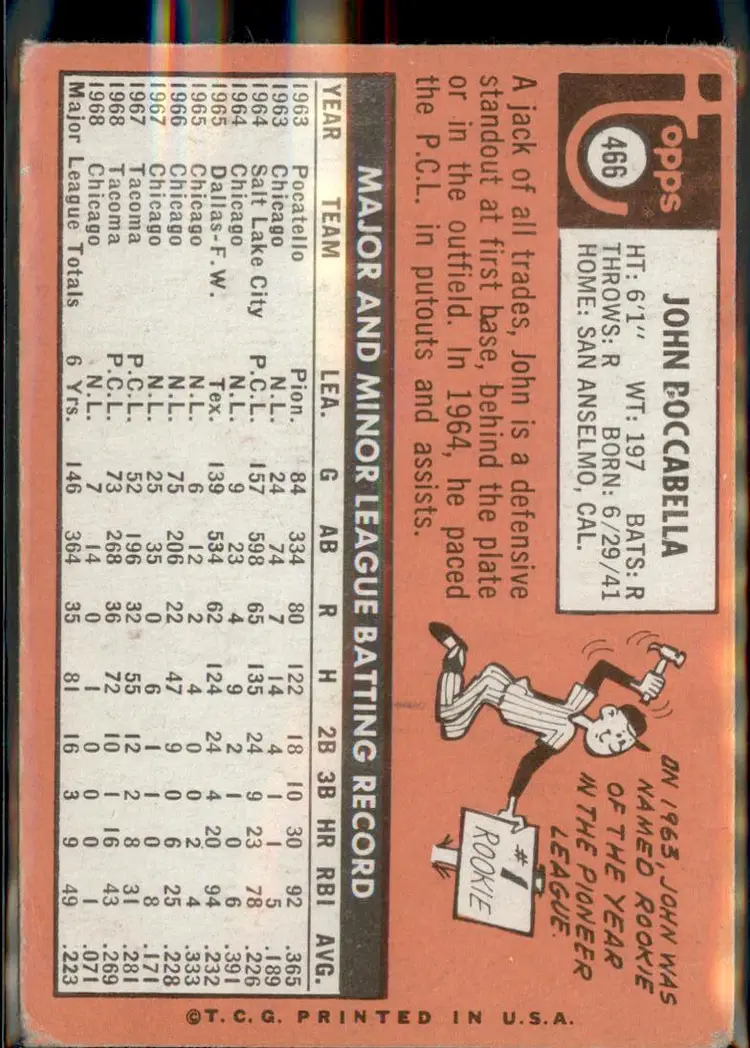 Topps
466
JOHN BOCCABELLA
HT: 6'1" WT: 197 BATS: R
THROWS: R BORN: 6/29/41
HOME: SAN ANSELMO, CAL.
A jack of all trades, John is a defensive
standout at first base, behind the plate
or in the outfield. In 1964, he paced
the P.C.L. in putouts and assists.
ON 1963, JOHN WAS
NAMED ROOKIE
OF THE YEAR
IN THE PIONEER
LEAGUE.
#1
ROOKIE
MAJOR AND MINOR LEAGUE BATTING RECORD
YEAR TEAM LEA. G AB R H 2B 3B HR RBI AVG.
1963 Pocatello Pion. 84 334 80 122 18 10 30 92 .365
1963 Chicago N.L. 24 74 7 14 4 1 1 5 .189
1964 Salt Lake City P.C.L. 157 598 65 135 24 9 23 78 .226
1964 Chicago N.L. 9 23 4 9 2 1 0 6 .391
1965 Dallas-F.W. Tex. 139 534 62 124 24 4 20 94 .232
1965 Chicago N.L. 6 12 2 4 0 0 2 4 .333
1966 Chicago N.L. 75 206 22 47 9 0 6 25 .228
1967 Chicago N.L. 25 35 0 6 1 1 0 8 .171
1967 Tacoma P.C.L. 52 196 32 55 12 2 8 31 .281
1968 Tacoma P.C.L. 73 268 36 72 10 1 16 43 .269
1968 Chicago N.L. 7 14 0 1 0 0 0 1 .071
Major League Totals 6 Yrs. 146 364 35 81 16 3 9 49 .223
©T.C.G. PRINTED IN U.S.A.